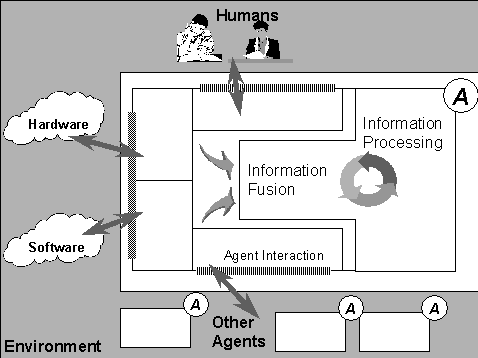 Humans
A
Hardware
Information
Processing
Information
Fusion
Software
Agent Interaction
A
A
A
Other
Agents
Environment